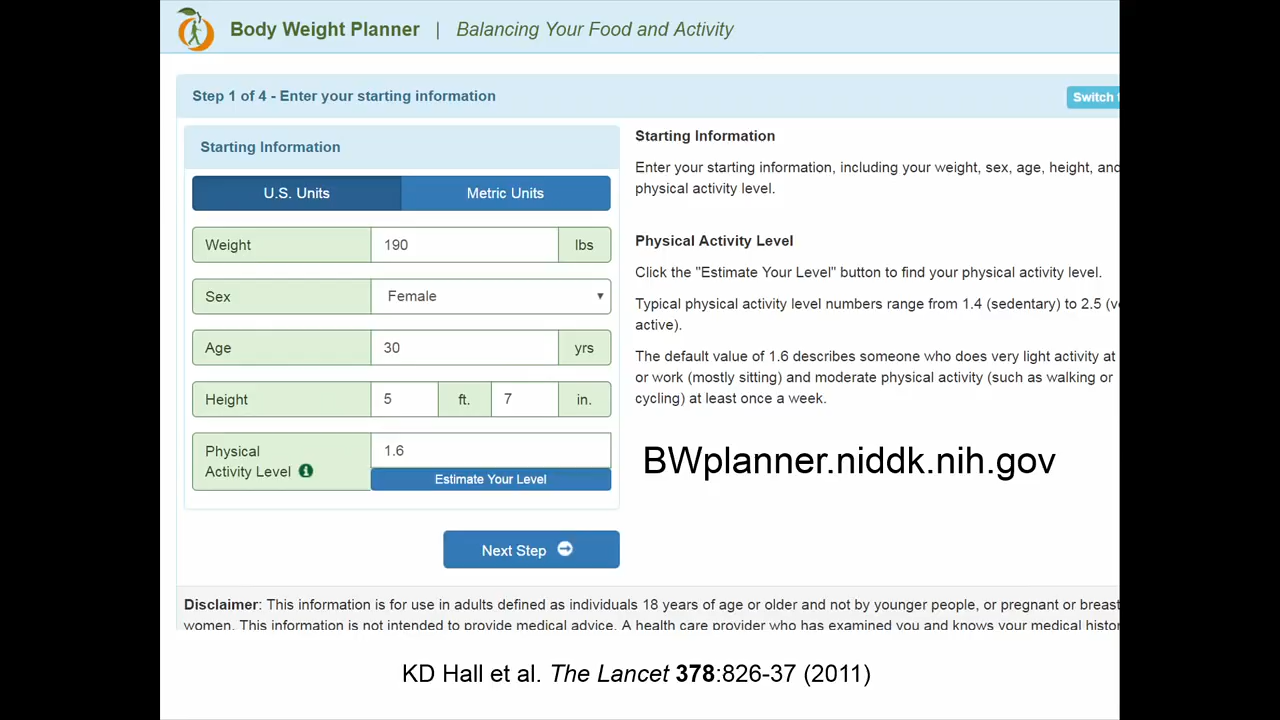 Body Weight Planner | Balancing Your Food and Activity
Step 1 of 4 - Enter your starting information
Switch
Starting Information
U.S. Units Metric Units
Weight 190 lbs
Sex Female
Age 30 yrs
Height 5 ft. 7 in.
Physical
Activity Level 1.6
Estimate Your Level
Next Step
Starting Information
Enter your starting information, including your weight, sex, age, height, and
physical activity level.
Physical Activity Level
Click the "Estimate Your Level" button to find your physical activity level.
Typical physical activity level numbers range from 1.4 (sedentary) to 2.5 (v
active).
The default value of 1.6 describes someone who does very light activity at
or work (mostly sitting) and moderate physical activity (such as walking or
cycling) at least once a week.
BWplanner.niddk.nih.gov
Disclaimer: This information is for use in adults defined as individuals 18 years of age or older and not by younger people, or pregnant or breast
women. This information is not intended to provide medical advice. A health care provider who has examined you and knows your medical histor
KD Hall et al. The Lancet 378:826-37 (2011)